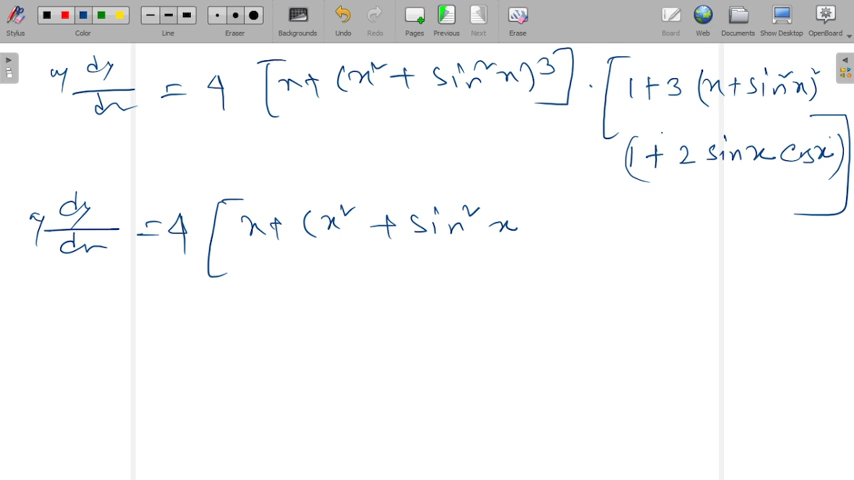 Stylus Color Line Eraser Backgrounds Undo Redo Pages Previous Next Erase Board Web Documents Show Desktop OpenBoard
dy/dx = 4 [x+ (x² + sin²x)³] . [1+3 (x+sin²x)²
(1+ 2 sinx cosx)]
dy/dx = 4 [x+ (x² + sin² x